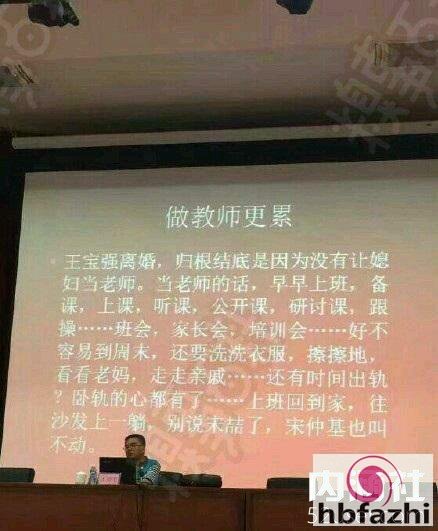 做教师更累
王宝强离婚，归根结底是因为没有让媳
妇当老师。当老师的话，早早上班，备
课，上课，听课，公开课，研讨课，跟
操……班会，家长会，培训会……好不
容易到周末，还要洗洗衣服，擦擦地，
看看老妈，走走亲戚……还有时间出轨
？卧轨的心都有了……上班回到家，往
沙发上一躺，别说宋喆了，宋仲基也叫
不动。
内涵社
hbfazhi